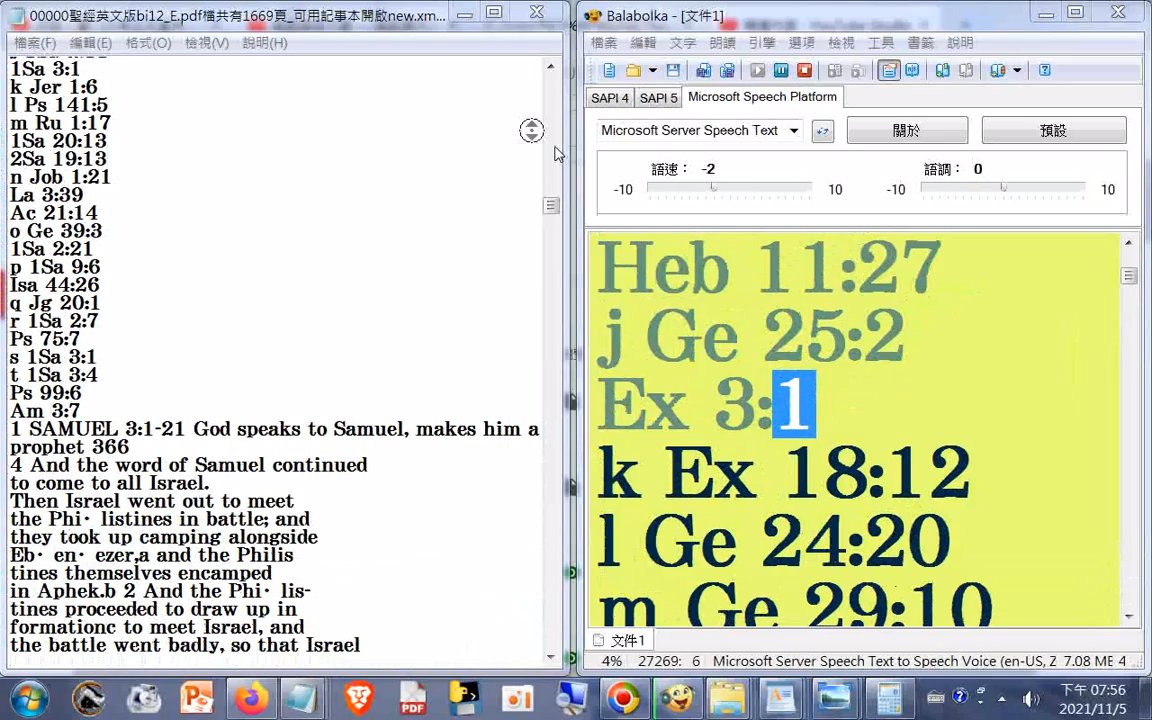 00000聖經英文版bi12_E.pdf檔共有1669頁_可用記事本開啟new.xm...
檔案(F) 編輯(E) 格式(O) 檢視(V) 說明(H)
1Sa 3:1
k Jer 1:6
l Ps 141:5
m Ru 1:17
1Sa 20:13
2Sa 19:13
n Job 1:21
La 3:39
Ac 21:14
o Ge 39:3
1Sa 2:21
p 1Sa 9:6
Isa 44:26
q Jg 20:1
r 1Sa 2:7
Ps 75:7
s 1Sa 3:1
t 1Sa 3:4
Ps 99:6
Am 3:7
1 SAMUEL 3:1-21 God speaks to Samuel, makes him a
prophet 366
4 And the word of Samuel continued
to come to all Israel.
Then Israel went out to meet
the Phi· listines in battle; and
they took up camping alongside
Eb· en· ezer,a and the Philis
tines themselves encamped
in Aphek.b 2 And the Phi· lis-
tines proceeded to draw up in
formationc to meet Israel, and
the battle went badly, so that Israel
Balabolka - [文件1]
檔案 編輯 文字 朗讀 引擎 選項 檢視 工具 書籤 說明
SAPI 4 SAPI 5 Microsoft Speech Platform
Microsoft Server Speech Text 關於 預設
語速: -2 語調: 0
-10 10 -10 10
Heb 11:27
j Ge 25:2
Ex 3:1
k Ex 18:12
l Ge 24:20
m Ge 29:10
文件1
4% 27269: 6 Microsoft Server Speech Text to Speech Voice (en-US, Z 7.08 MB 4
下午 07:56
2021/11/5